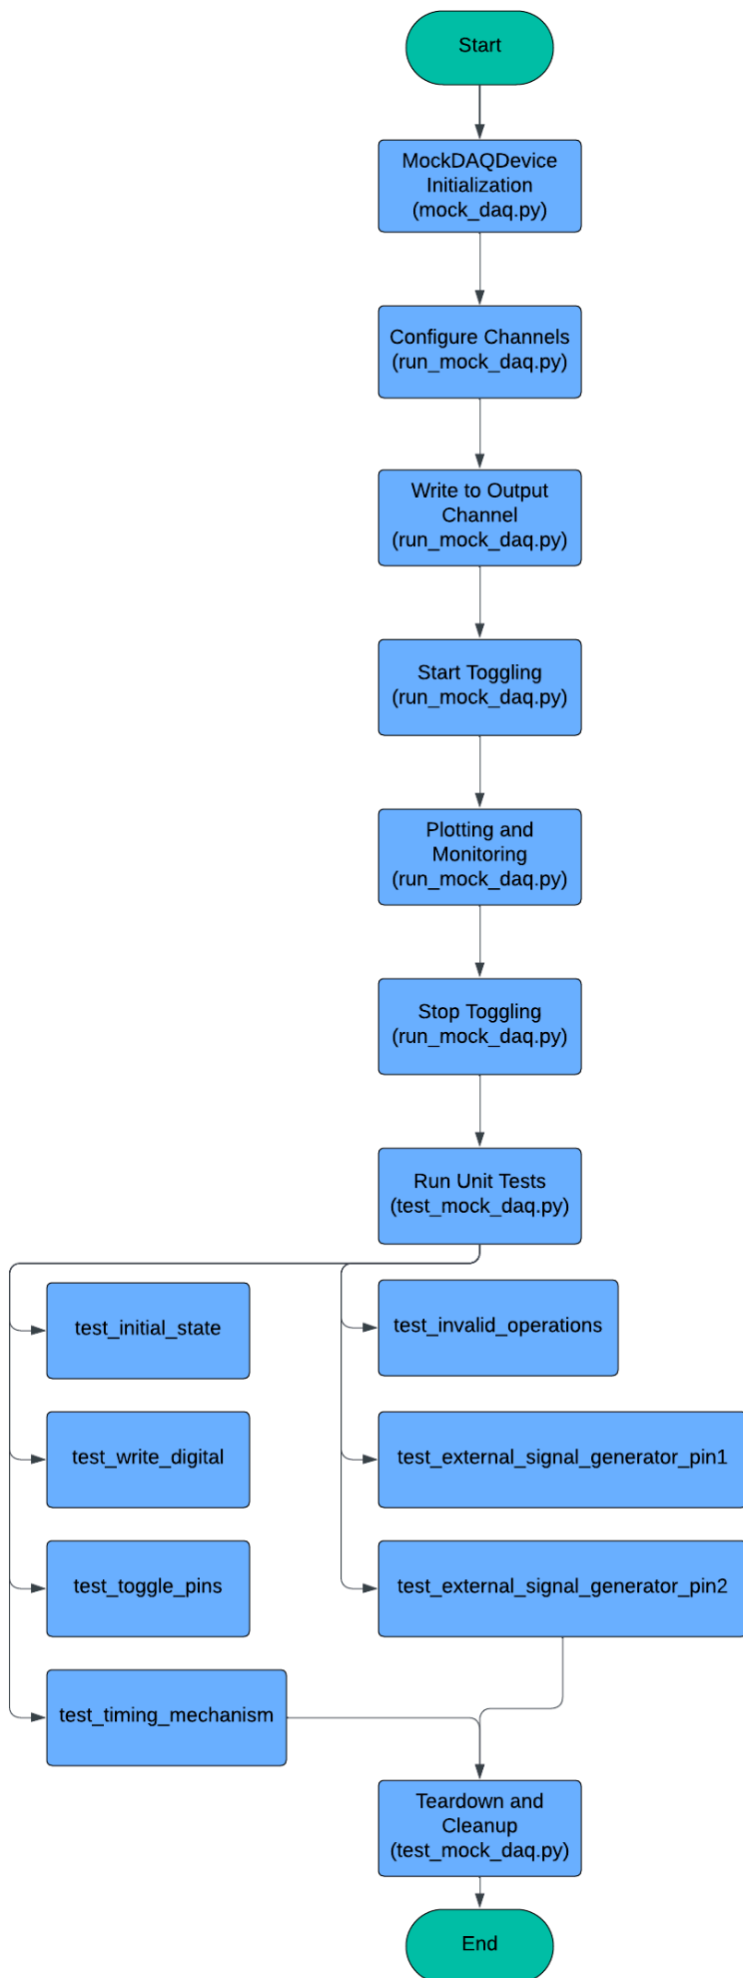 Start
MockDAQDevice
Initialization
(mock_daq.py)
Configure Channels
(run_mock_daq.py)
Write to Output
Channel
(run_mock_daq.py)
Start Toggling
(run_mock_daq.py)
Plotting and
Monitoring
(run_mock_daq.py)
Stop Toggling
(run_mock_daq.py)
Run Unit Tests
(test_mock_daq.py)
test_initial_state
test_invalid_operations
test_write_digital
test_external_signal_generator_pin1
test_toggle_pins
test_external_signal_generator_pin2
test_timing_mechanism
Teardown and
Cleanup
(test_mock_daq.py)
End